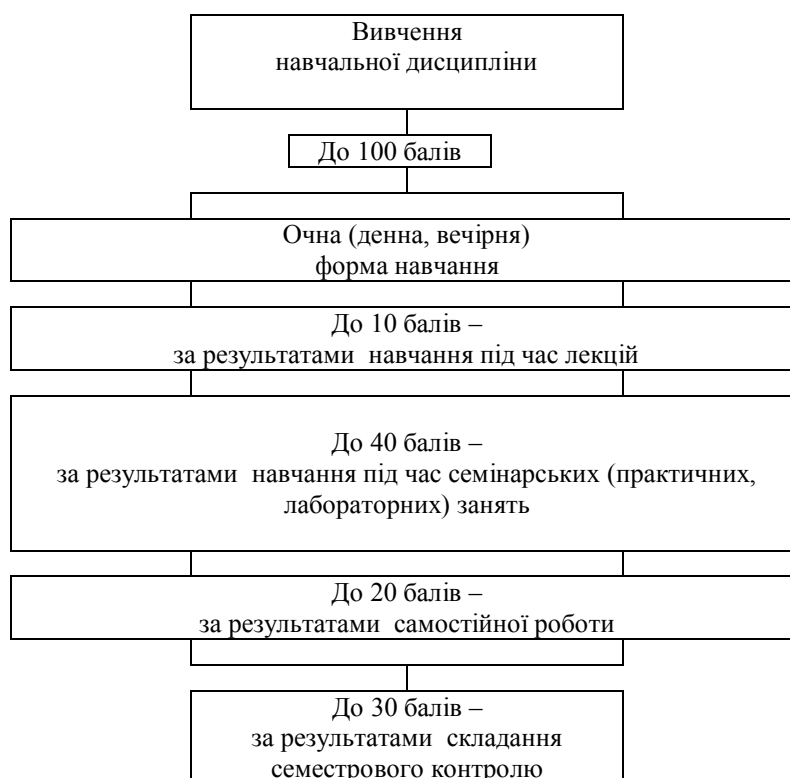 Вивчення
навчальної дисципліни
До 100 балів
Очна (денна, вечірня)
форма навчання
До 10 балів –
за результатами навчання під час лекцій
До 40 балів –
за результатами навчання під час семінарських (практичних,
лабораторних) занять
До 20 балів –
за результатами самостійної роботи
До 30 балів –
за результатами складання
семестрового контролю